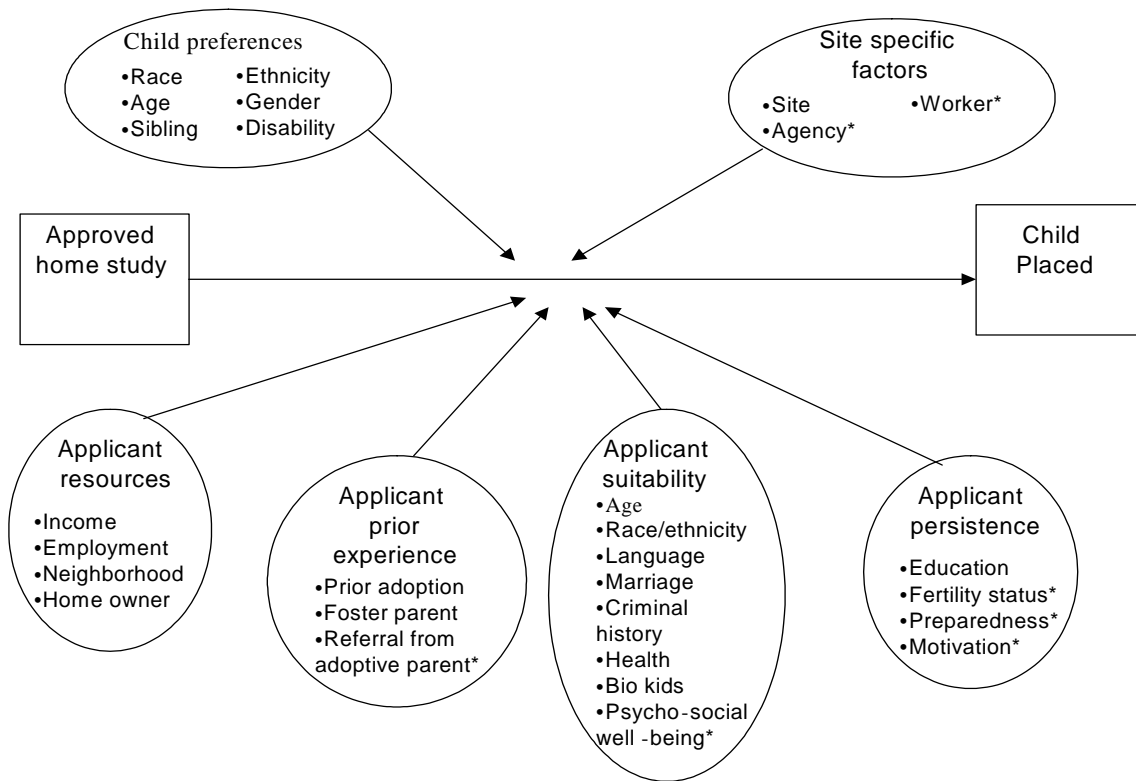 Child preferences
•Race
•Age
•Sibling
•Ethnicity
•Gender
•Disability
Site specific
factors
•Site
•Agency*
•Worker*
Approved
home study
Child
Placed
Applicant
resources
•Income
•Employment
•Neighborhood
•Home owner
Applicant
prior
experience
•Prior adoption
•Foster parent
•Referral from
adoptive parent*
Applicant
suitability
•Age
•Race/ethnicity
•Language
•Marriage
•Criminal
history
•Health
•Bio kids
•Psycho-social
well -being*
Applicant
persistence
•Education
•Fertility status*
•Preparedness*
•Motivation*